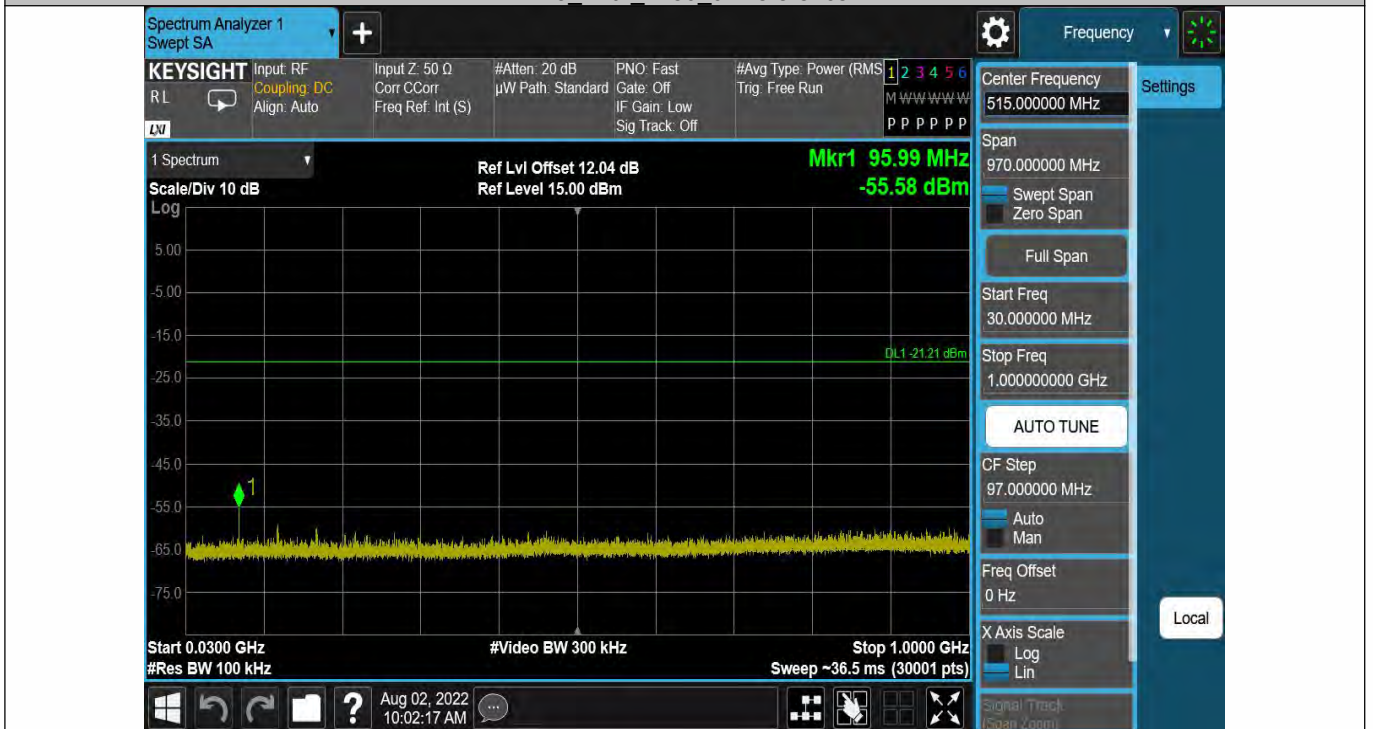 Spectrum Analyzer 1
Swept SA
+
Frequency
KEYSIGHT
R L
LXI
Input: RF
Coupling: DC
Align: Auto
Input Z: 50 Ω
Corr CCorr
Freq Ref: Int (S)
#Atten: 20 dB
µW Path: Standard
PNO: Fast
Gate: Off
IF Gain: Low
Sig Track: Off
#Avg Type: Power (RMS
Trig: Free Run
1 2 3 4 5 6
M W W W W W
P P P P P P
1 Spectrum
Scale/Div 10 dB
Log
Ref Lvl Offset 12.04 dB
Ref Level 15.00 dBm
Mkr1 95.99 MHz
-55.58 dBm
5.00
-5.00
-15.0
DL1 -21.21 dBm
-25.0
-35.0
-45.0
1
-55.0
-65.0
-75.0
Start 0.0300 GHz
#Res BW 100 kHz
#Video BW 300 kHz
Stop 1.0000 GHz
Sweep ~36.5 ms (30001 pts)
Center Frequency
515.000000 MHz
Settings
Span
970.000000 MHz
Swept Span
Zero Span
Full Span
Start Freq
30.000000 MHz
Stop Freq
1.000000000 GHz
AUTO TUNE
CF Step
97.000000 MHz
Auto
Man
Freq Offset
0 Hz
X Axis Scale
Log
Lin
Signal Track
(Span Zoom)
Local
?
Aug 02, 2022
10:02:17 AM